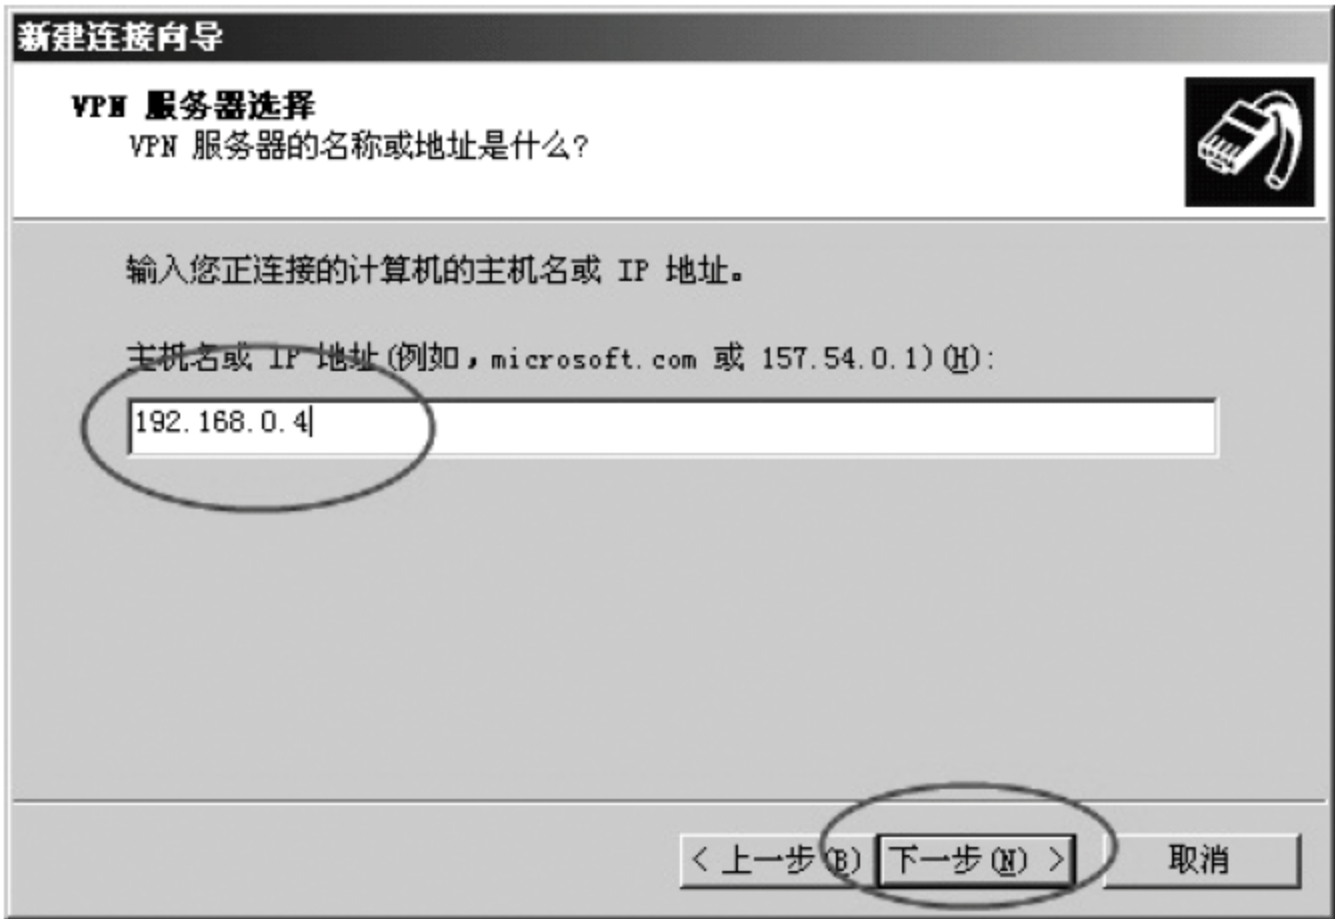 新建连接向导
VPN 服务器选择
VPN 服务器的名称或地址是什么?
输入您正连接的计算机的主机名或 IP 地址。
主机名或 IP 地址(例如,microsoft.com 或 157.54.0.1)(H):
192.168.0.4
< 上一步(B) 下一步(N) > 取消